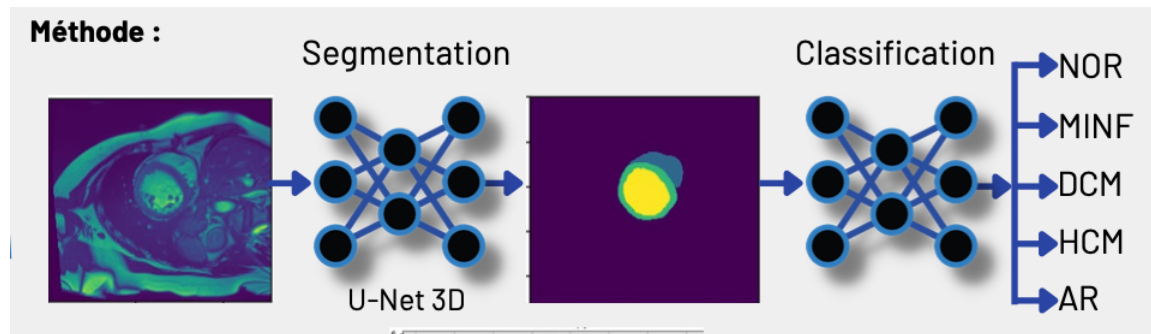 Méthode :
Segmentation
Classification
NOR
MINF
DCM
HCM
AR
U-Net 3D